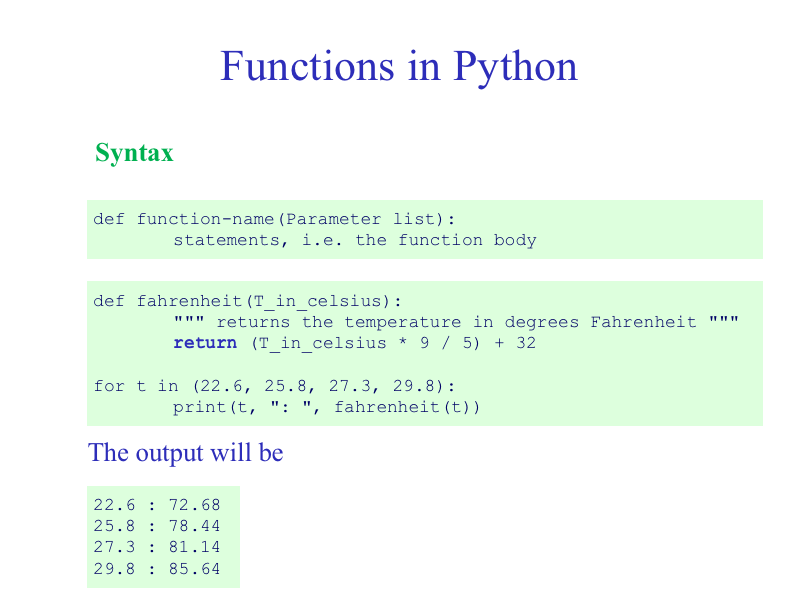 Functions in Python
Syntax
def function-name(Parameter list):
        statements, i.e. the function body
def fahrenheit(T_in_celsius):
        """ returns the temperature in degrees Fahrenheit """
        return (T_in_celsius * 9 / 5) + 32
for t in (22.6, 25.8, 27.3, 29.8):
        print(t, ": ", fahrenheit(t))
The output will be
22.6 : 72.68
25.8 : 78.44
27.3 : 81.14
29.8 : 85.64